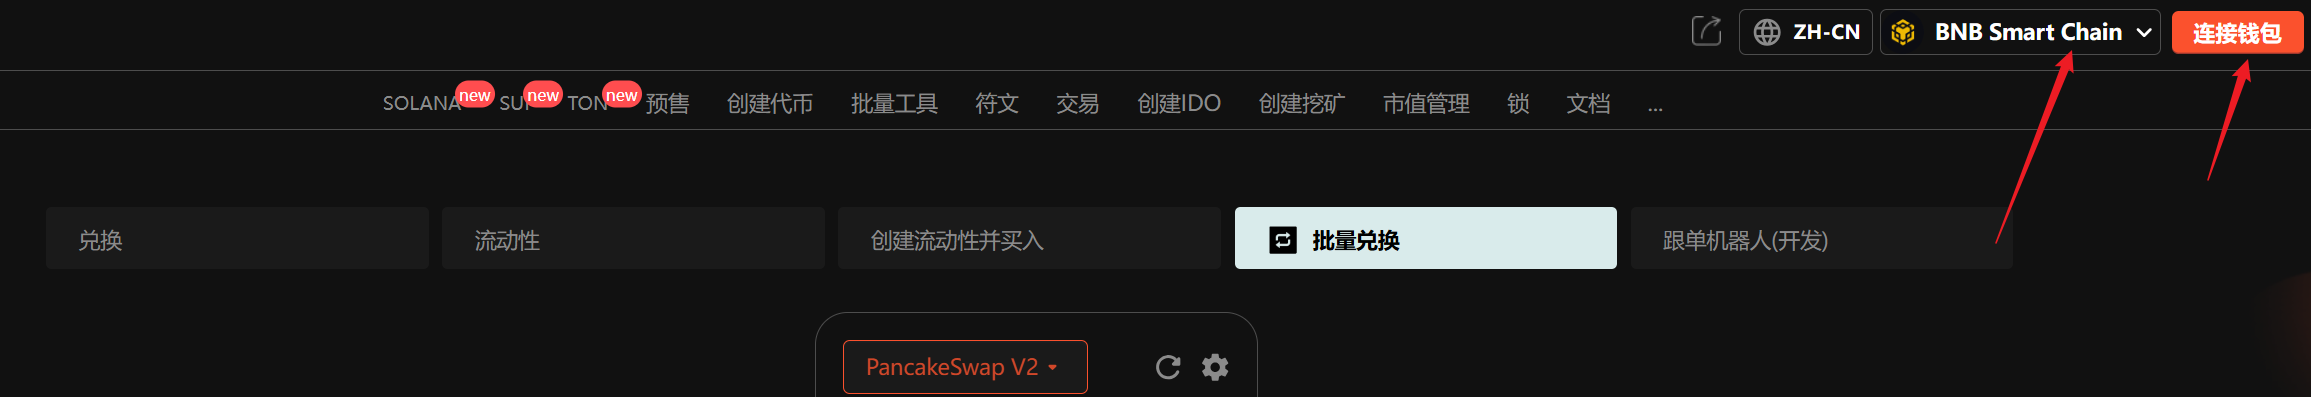 ZH-CN BNB Smart Chain 连接钱包
SOLANA new SUI new TON new 预售 创建代币 批量工具 符文 交易 创建IDO 创建挖矿 市值管理 锁 文档 ...
兑换 流动性 创建流动性并买入 批量兑换 跟单机器人(开发)
PancakeSwap V2